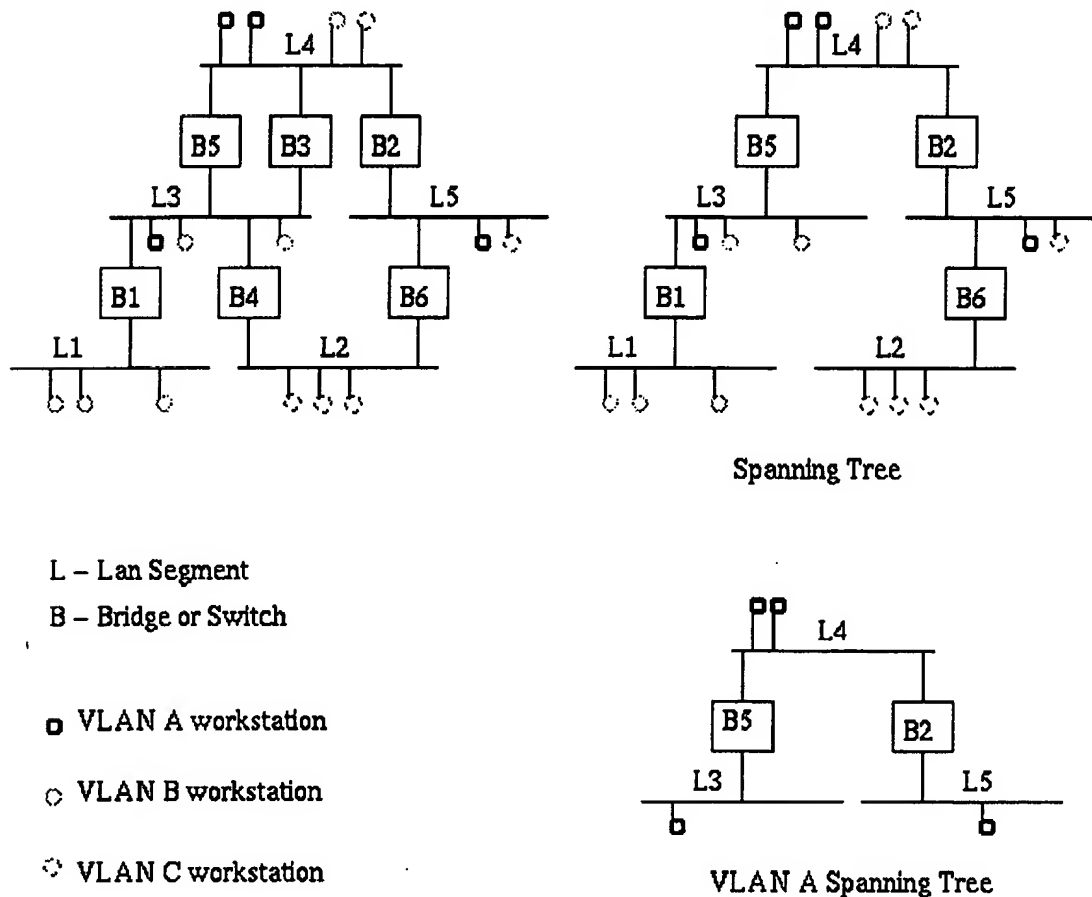 L4
B5 B3 B2
L3 L5
B1 B4 B6
L1 L2
L4
B5 B2
L3 L5
B1 B6
L1 L2
Spanning Tree
L – Lan Segment
B – Bridge or Switch
VLAN A workstation
VLAN B workstation
VLAN C workstation
L4
B5 B2
L3 L5
VLAN A Spanning Tree